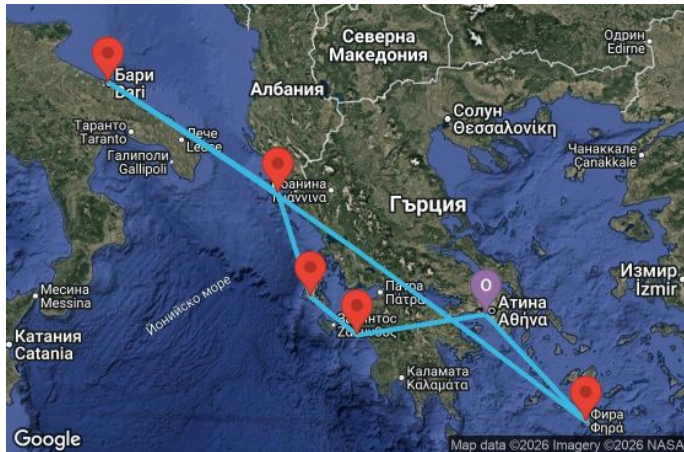 Северна
Македония
Одрин
Edirne
Бари
Bari
Албания
Солун
Θεσσαλονίκη
Таранто
Taranto
Лече
Lecce
Чанаккале
Çanakkale
Галиполи
Gallipoli
Гърция
Месина
Messina
Йонийско море
Патра
Πάτρα
O
Атина
Αθήνα
Измир
İzmir
Катания
Catania
Каламата
Καλαμάτα
Фира
Φηρά
Google
Map data ©2026 Imagery ©2026 NASA